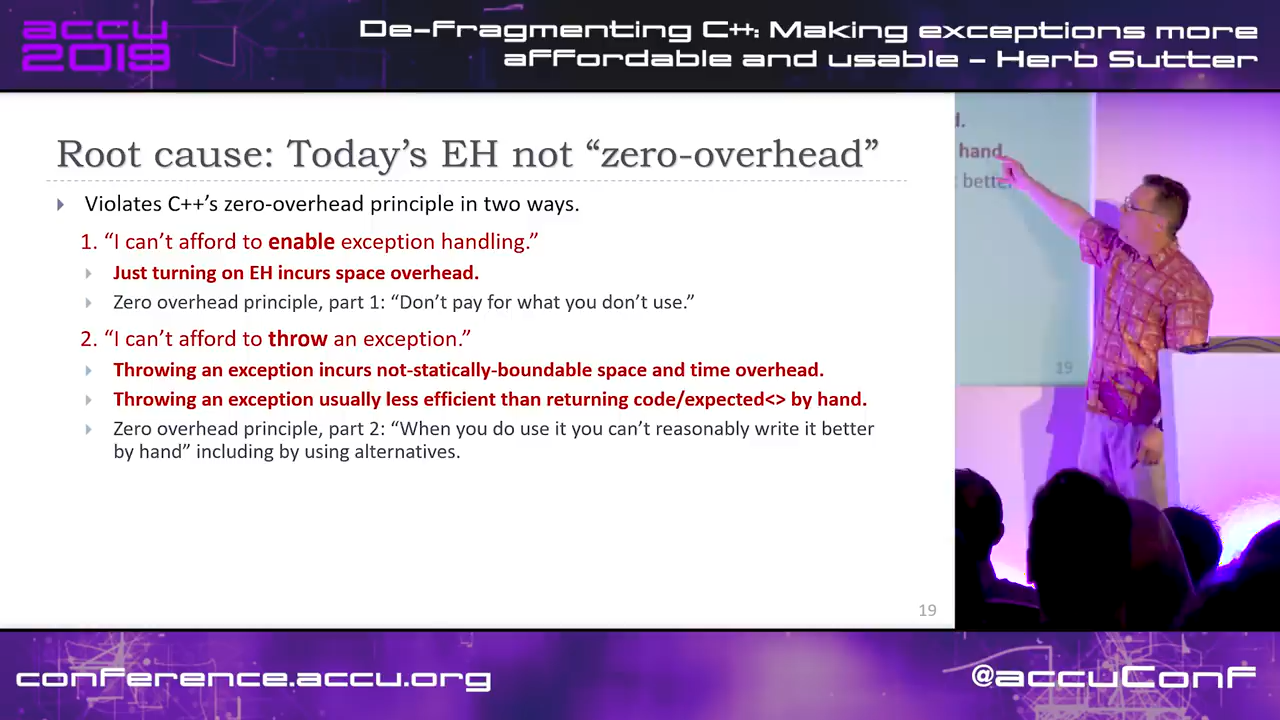 accu
2019
De-Fragmenting C++: Making exceptions more
affordable and usable - Herb Sutter
Root cause: Today's EH not “zero-overhead”
Violates C++'s zero-overhead principle in two ways.
1. “I can't afford to enable exception handling.”
Just turning on EH incurs space overhead.
Zero overhead principle, part 1: “Don't pay for what you don't use.”
2. “I can't afford to throw an exception.”
Throwing an exception incurs not-statically-boundable space and time overhead.
Throwing an exception usually less efficient than returning code/expected<> by hand.
Zero overhead principle, part 2: “When you do use it you can't reasonably write it better
by hand” including by using alternatives.
19
d.
hand.
better
19
conference.accu.org
@accuConf